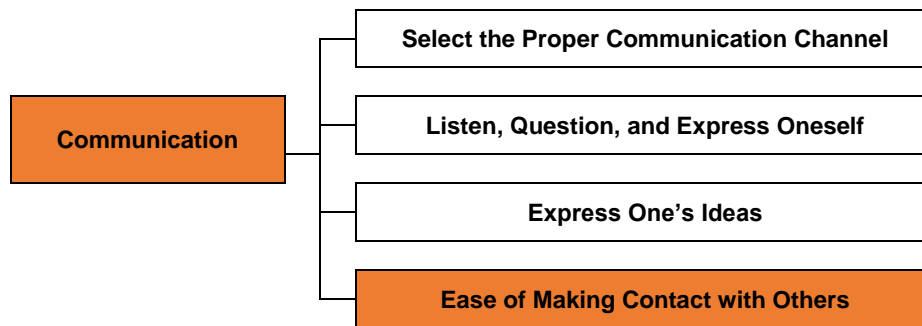 Select the Proper Communication Channel
Communication
Listen, Question, and Express Oneself
Express One’s Ideas
Ease of Making Contact with Others